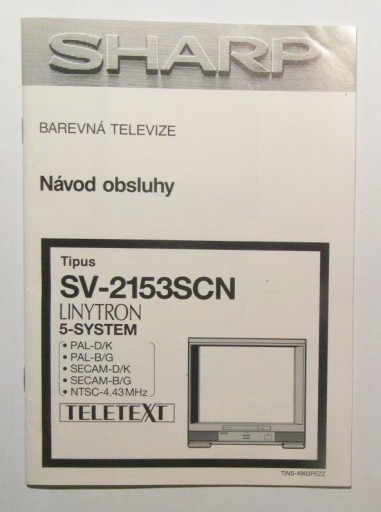 SHARP
BAREVNÁ TELEVIZE
Návod obsluhy
Tipus
SV-2153SCN
LINYTRON
5-SYSTEM
• PAL-D/K
• PAL-B/G
• SECAM-D/K
• SECAM-B/G
• NTSC-4.43MHz
TELETEXT
TINS-4993PEZZ